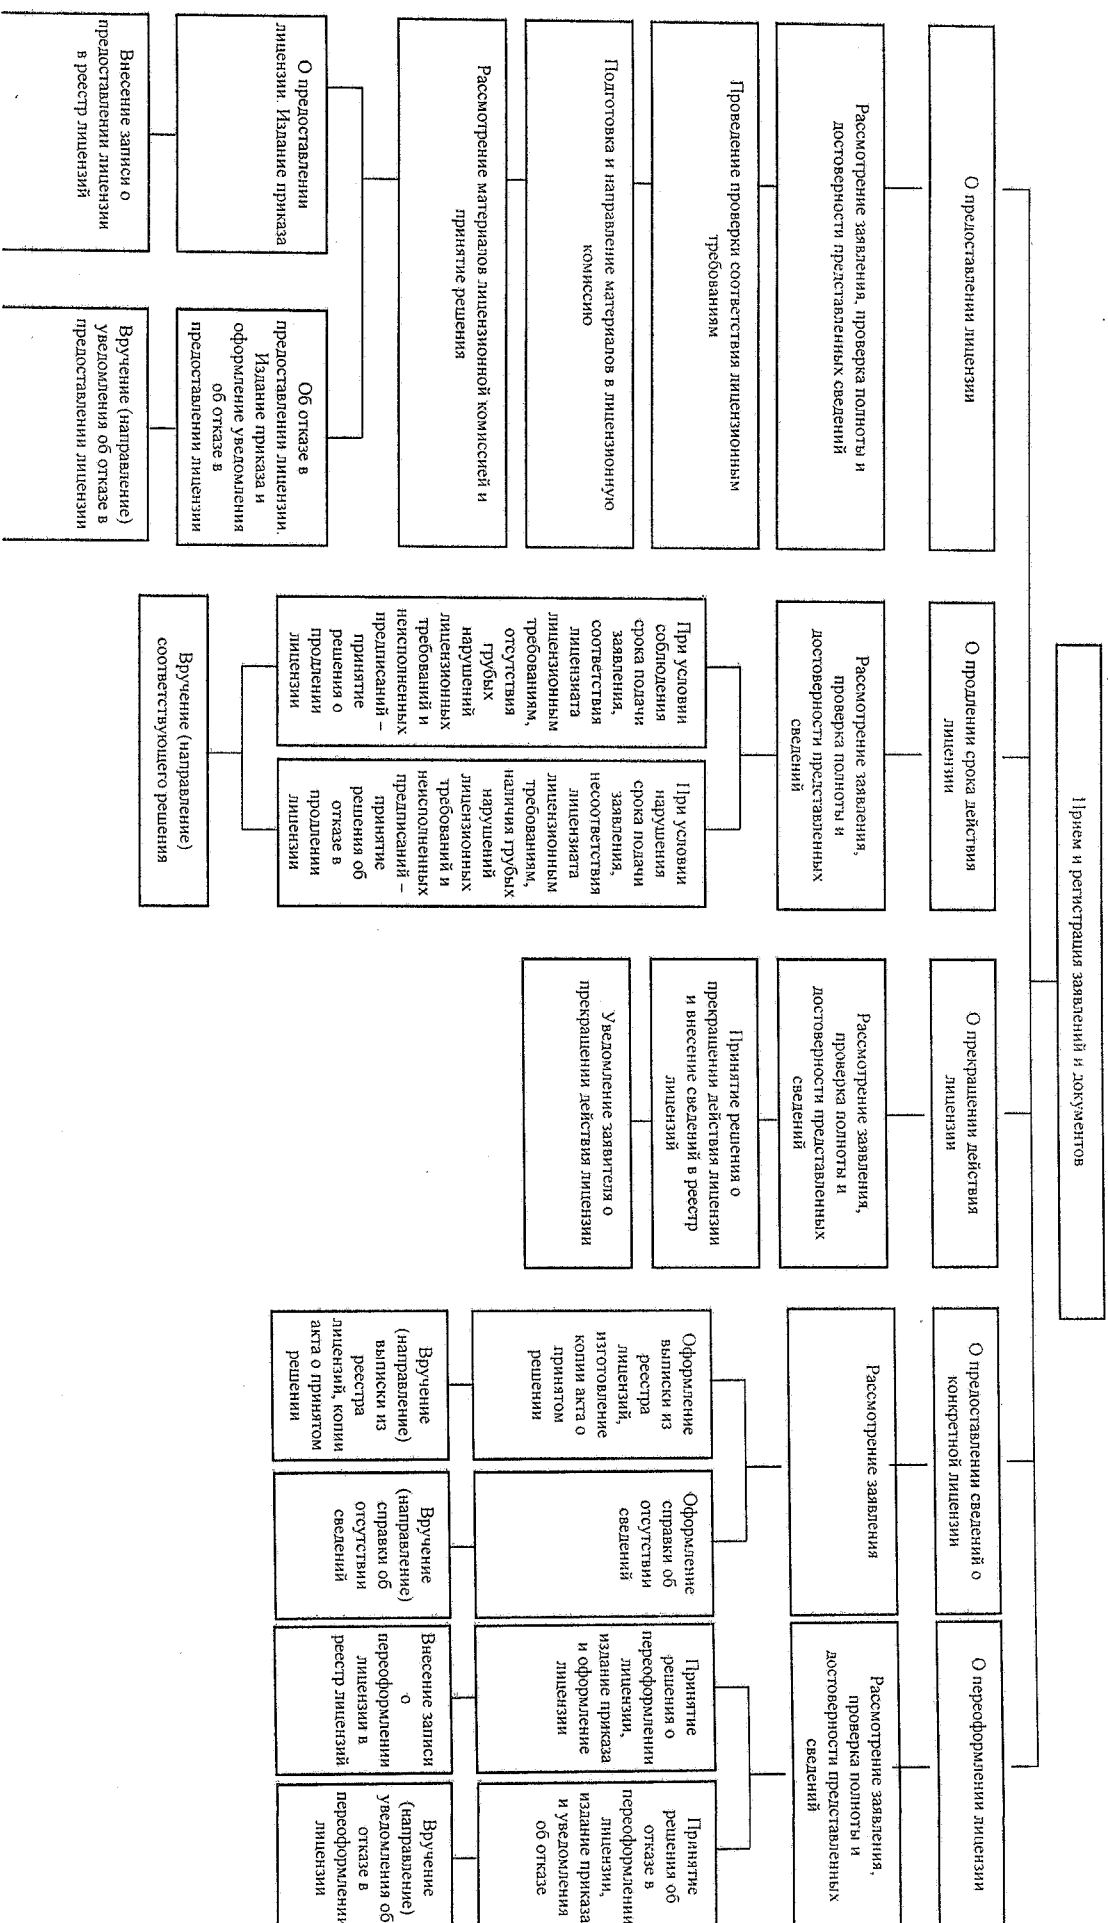 Прием и регистрация заявлений и документов
О предоставлении лицензии
Рассмотрение заявления, проверка полноты и
достоверности представленных сведений
Проведение проверки соответствия лицензионным
требованиям
Подготовка и направление материалов в лицензионную
комиссию
Рассмотрение материалов лицензионной комиссией и
принятие решения
О предоставлении
лицензии. Издание приказа
Внесение записи о
предоставлении лицензии
в реестр лицензий
Об отказе в
предоставлении лицензии.
Издание приказа и
оформление уведомления
об отказе в
предоставлении лицензии
Вручение (направление)
уведомления об отказе в
предоставлении лицензии
О продлении срока действия
лицензии
Рассмотрение заявления,
проверка полноты и
достоверности представленных
сведений
При условии
соблюдения
срока подачи
заявления,
соответствия
лицензиата
лицензионным
требованиям,
отсутствия
грубых
нарушений
лицензионных
требований и
неисполненных
предписаний –
принятие
решения о
продлении
лицензии
При условии
нарушения
срока подачи
заявления,
несоответствия
лицензиата
лицензионным
требованиям,
наличия грубых
нарушений
лицензионных
требований и
неисполненных
предписаний –
принятие
решения об
отказе в
продлении
лицензии
Вручение (направление)
соответствующего решения
О прекращении действия
лицензии
Рассмотрение заявления,
проверка полноты и
достоверности представленных
сведений
Принятие решения о
прекращении действия лицензии
и внесение сведений в реестр
лицензий
Уведомление заявителя о
прекращении действия лицензии
О предоставлении сведений о
конкретной лицензии
Рассмотрение заявления
Оформление
выписки из
реестра
лицензий,
изготовление
копии акта о
принятом
решении
Вручение
(направление)
выписки из
реестра
лицензий, копии
акта о принятом
решении
Оформление
справки об
отсутствии
сведений
Вручение
(направление)
справки об
отсутствии
сведений
О переоформлении лицензии
Рассмотрение заявления,
проверка полноты и
достоверности представленных
сведений
Принятие
решения о
переоформлении
лицензии,
издание приказа
и оформление
лицензии
Внесение записи
о
переоформлении
лицензии в
реестр лицензий
Принятие
решения об
отказе в
переоформлении
лицензии,
издание приказа
и уведомления
об отказе
Вручение
(направление)
уведомления об
отказе в
переоформлении
лицензии